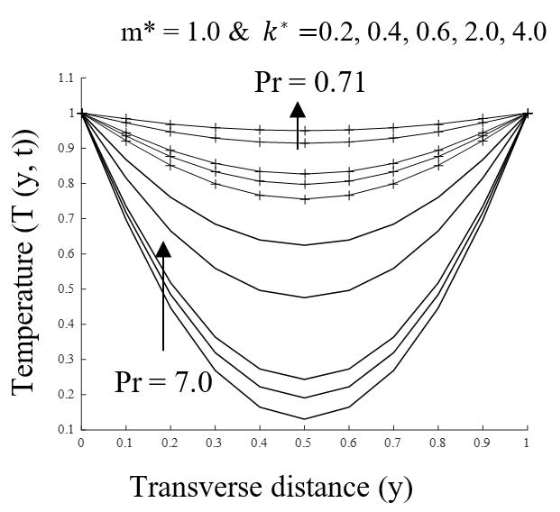 m* = 1.0 & k* =0.2, 0.4, 0.6, 2.0, 4.0
Pr = 0.71
Pr = 7.0
Temperature (T (y, t))
1.1
1
0.9
0.8
0.7
0.6
0.5
0.4
0.3
0.2
0.1
0 0.1 0.2 0.3 0.4 0.5 0.6 0.7 0.8 0.9 1
Transverse distance (y)